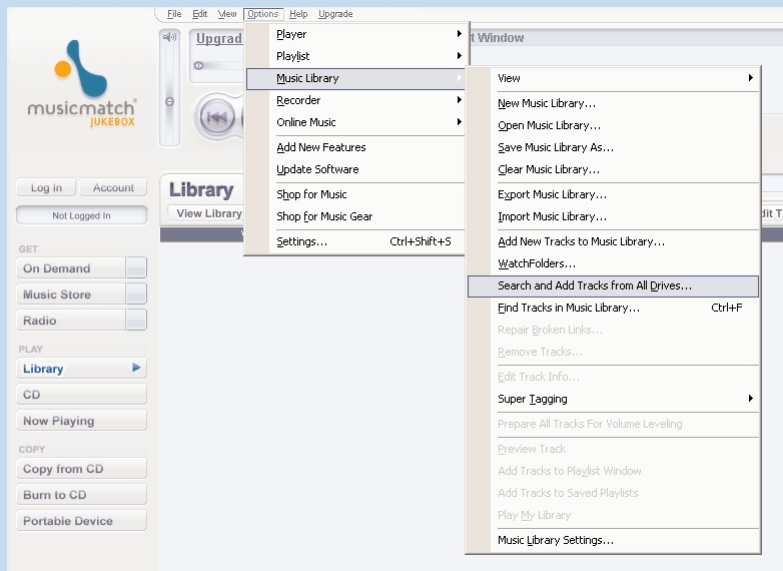 File Edit View Options Help Upgrade
Upgrad
t Window
musicmatch
JUKEBOX
Log in Account
Not Logged In
GET
On Demand
Music Store
Radio
PLAY
Library
CD
Now Playing
COPY
Copy from CD
Burn to CD
Portable Device
Library
View Library
dit T
Player
Playlist
Music Library
Recorder
Online Music
Add New Features
Update Software
Shop for Music
Shop for Music Gear
Settings... Ctrl+Shift+S
View
New Music Library...
Open Music Library...
Save Music Library As...
Clear Music Library...
Export Music Library...
Import Music Library...
Add New Tracks to Music Library...
WatchFolders...
Search and Add Tracks from All Drives...
Find Tracks in Music Library... Ctrl+F
Repair Broken Links...
Remove Tracks...
Edit Track Info...
Super Tagging
Prepare All Tracks For Volume Leveling
Preview Track
Add Tracks to Playlist Window
Add Tracks to Saved Playlists
Play My Library
Music Library Settings...